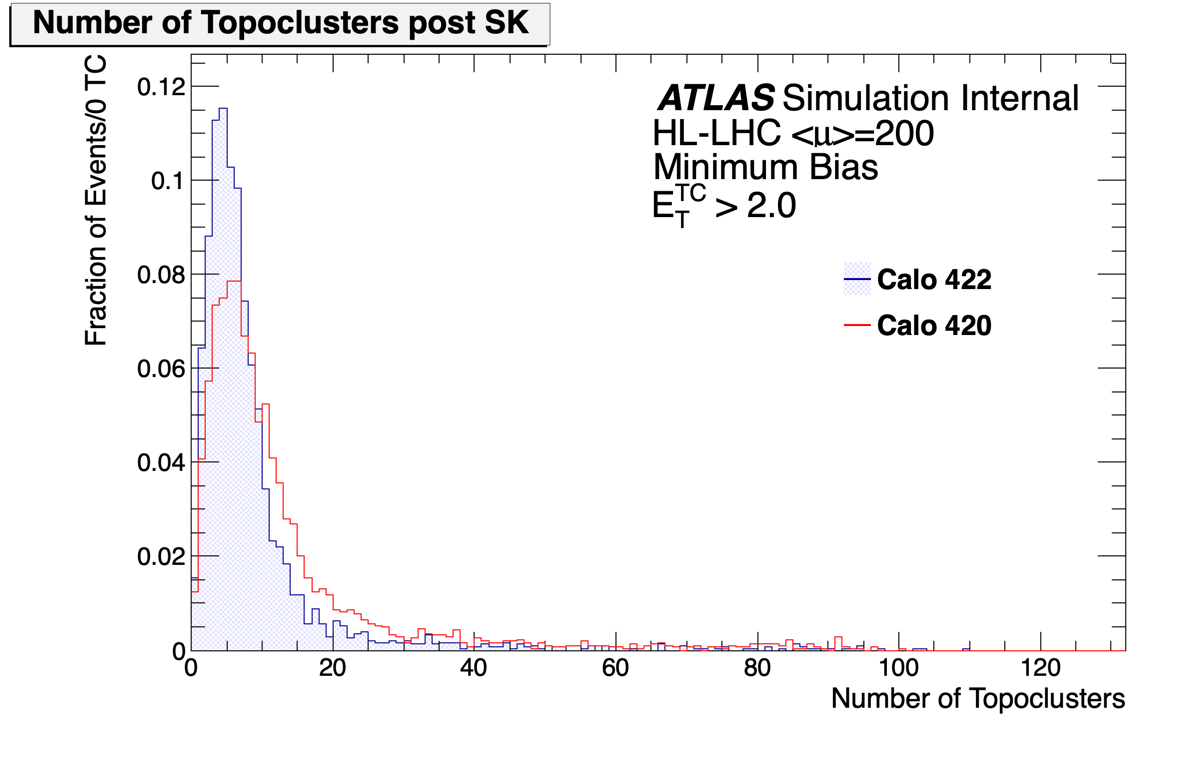 Number of Topoclusters post SK
Fraction of Events/0 TC
0.12
0.1
0.08
0.06
0.04
0.02
0
ATLAS Simulation Internal
HL-LHC <μ>=200
Minimum Bias
E_T^TC > 2.0
Calo 422
Calo 420
0 20 40 60 80 100 120
Number of Topoclusters